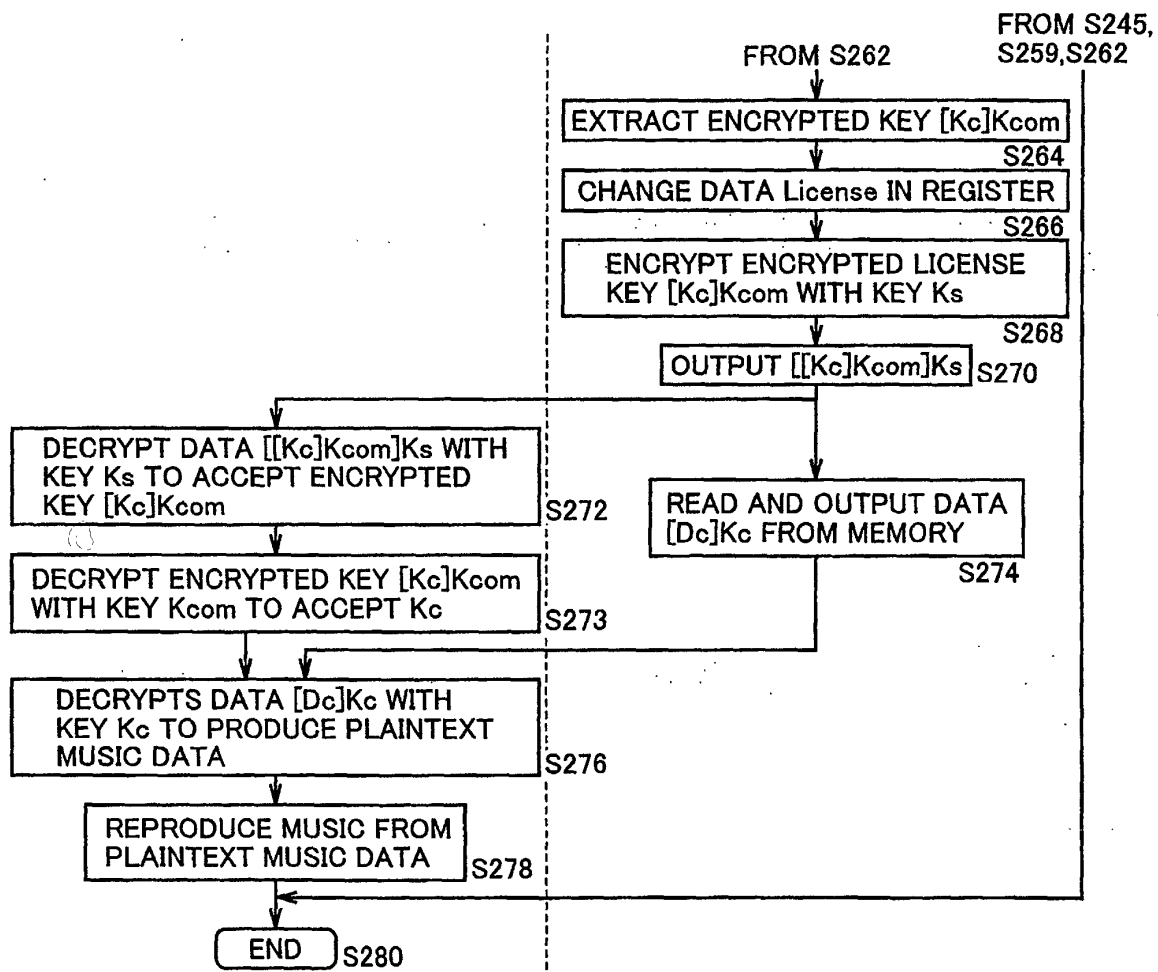 FROM S245,
S259,S262
FROM S262
EXTRACT ENCRYPTED KEY [Kc]Kcom
S264
CHANGE DATA License IN REGISTER
S266
ENCRYPT ENCRYPTED LICENSE
KEY [Kc]Kcom WITH KEY Ks
S268
OUTPUT [[Kc]Kcom]Ks
S270
DECRYPT DATA [[Kc]Kcom]Ks WITH
KEY Ks TO ACCEPT ENCRYPTED
KEY [Kc]Kcom
S272
READ AND OUTPUT DATA
[Dc]Kc FROM MEMORY
S274
DECRYPT ENCRYPTED KEY [Kc]Kcom
WITH KEY Kcom TO ACCEPT Kc
S273
DECRYPTS DATA [Dc]Kc WITH
KEY Kc TO PRODUCE PLAINTEXT
MUSIC DATA
S276
REPRODUCE MUSIC FROM
PLAINTEXT MUSIC DATA
S278
END
S280